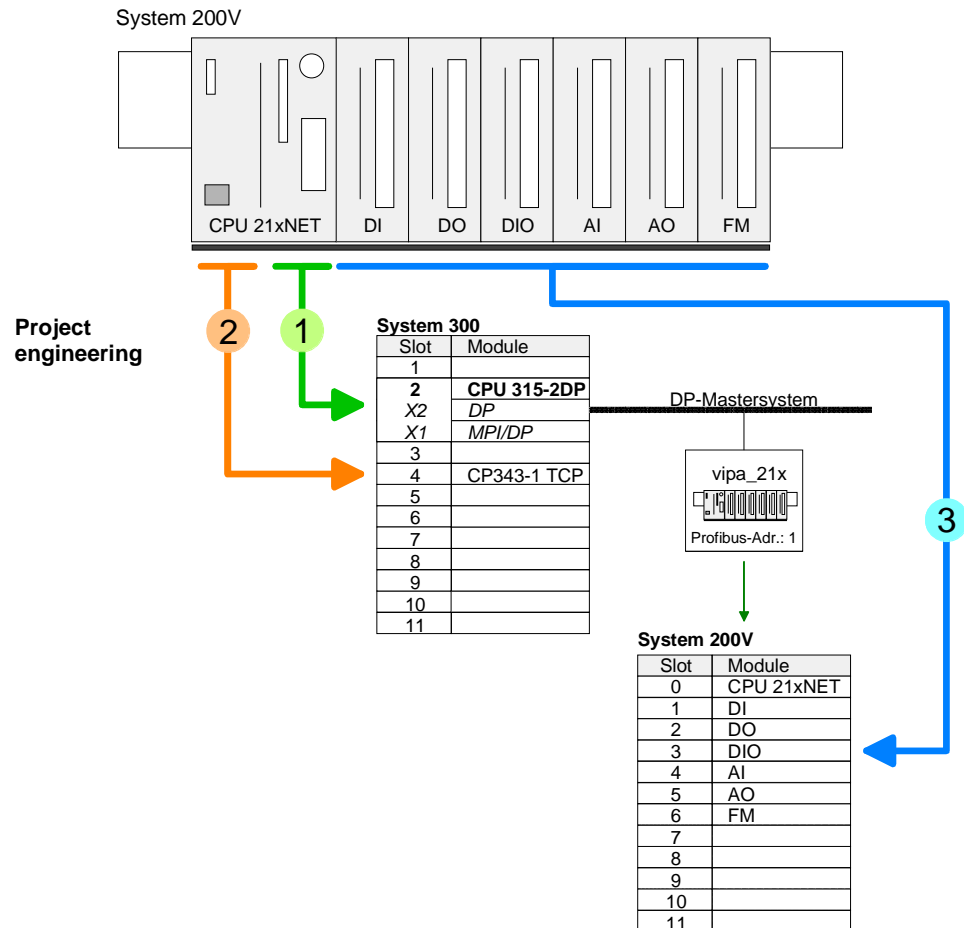 System 200V
CPU 21xNET DI DO DIO AI AO FM
Project
engineering
2 1
System 300
Slot Module
1
2 CPU 315-2DP
X2 DP
X1 MPI/DP
3
4 CP343-1 TCP
5
6
7
8
9
10
11
DP-Mastersystem
vipa_21x
Profibus-Adr.: 1
3
System 200V
Slot Module
0 CPU 21xNET
1 DI
2 DO
3 DIO
4 AI
5 AO
6 FM
7
8
9
10
11